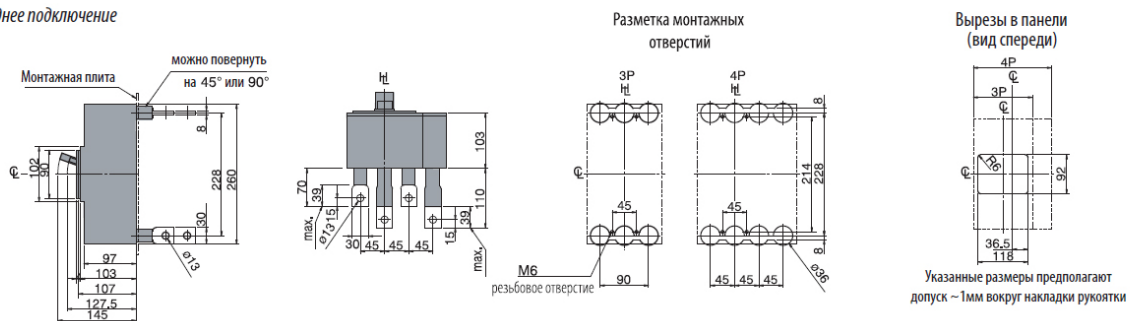 нее подключение
Монтажная плита
можно повернуть
на 45° или 90°
8
102
90
228
260
30
ø13
97
103
107
127.5
145
103
70
39
110
max.
ø13
15
39
15
max.
30
45
45
45
Разметка монтажных
отверстий
3P
4P
8
214
228
45
45
8
M6
резьбовое отверстие
90
45
45
45
ø36
Вырезы в панели
(вид спереди)
4P
3P
R6
92
36.5
118
Указанные размеры предполагают
допуск ~1мм вокруг накладки рукоятки